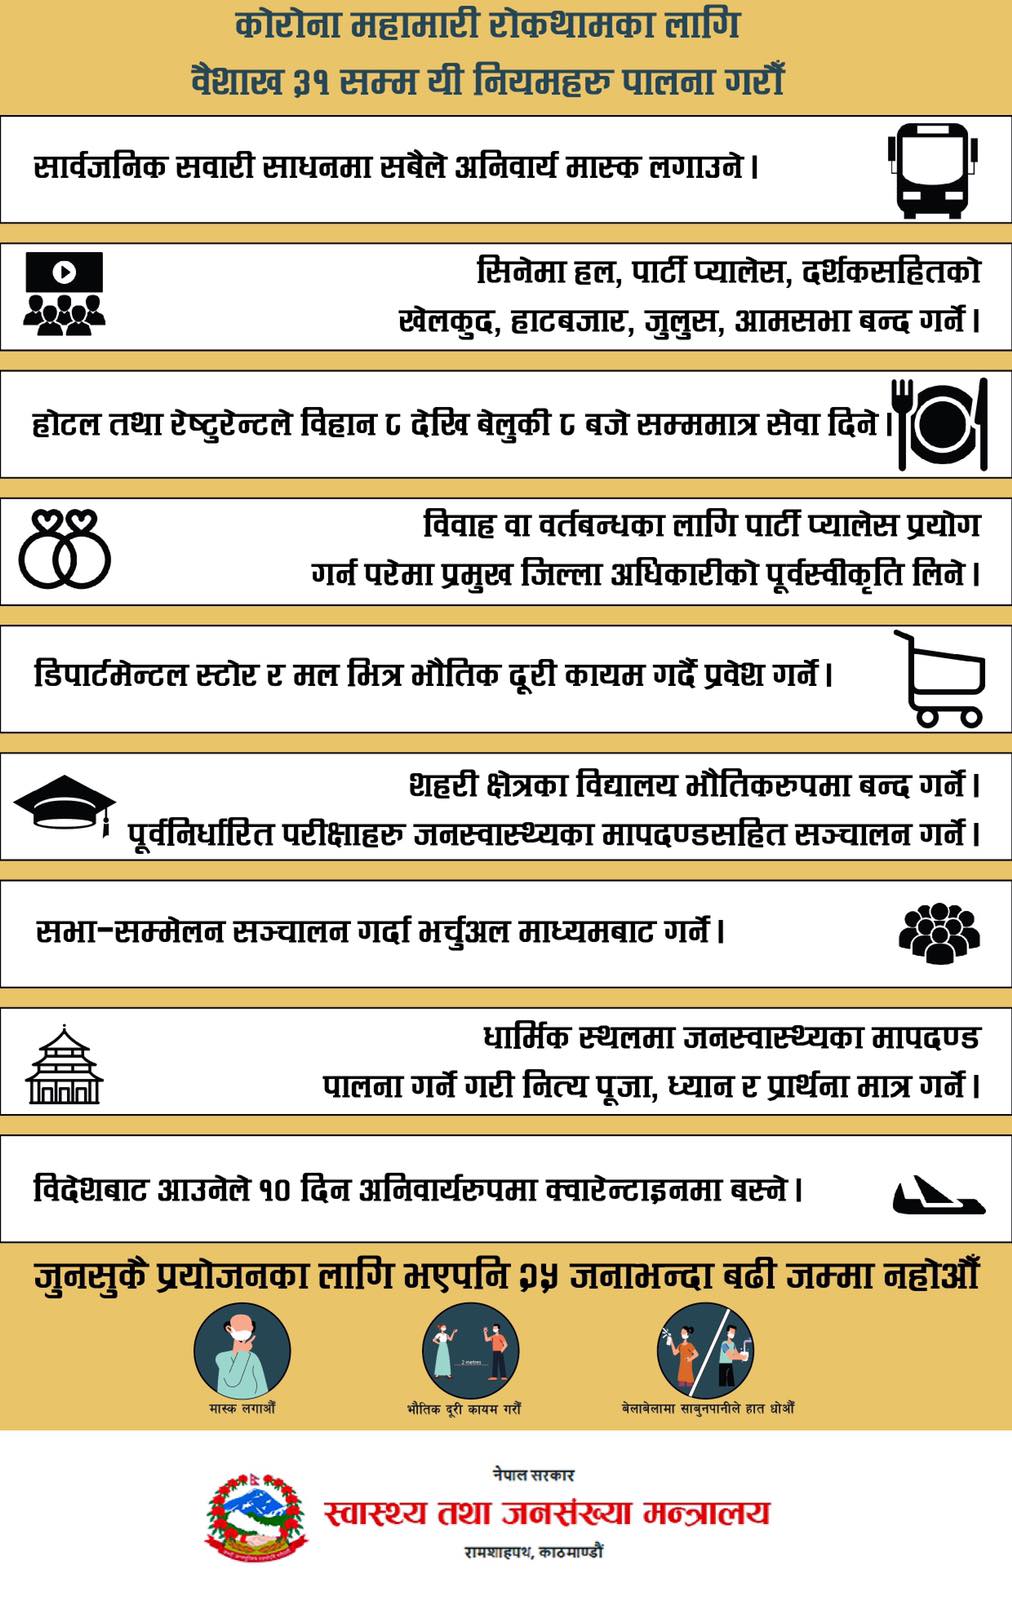 कोरोना महामारी रोकथामका लागि
वैशाख ३१ सम्म यी नियमहरु पालना गरौँ
सार्वजनिक सवारी साधनमा सबैले अनिवार्य मास्क लगाउने ।
सिनेमा हल, पार्टी प्यालेस, दर्शकसहितको
खेलकुद, हाटबजार, जुलुस, आमसभा बन्द गर्ने ।
होटल तथा रेष्टुरेन्टले विहान ८ देखि बेलुकी ८ बजे सम्ममात्र सेवा दिने ।
विवाह वा वर्तबन्धका लागि पार्टी प्यालेस प्रयोग
गर्न परेमा प्रमुख जिल्ला अधिकारीको पूर्वस्वीकृति लिने ।
डिपार्टमेन्टल स्टोर र मल भित्र भौतिक दूरी कायम गर्दै प्रवेश गर्ने ।
शहरी क्षेत्रका विद्यालय भौतिकरुपमा बन्द गर्ने ।
पूर्वनिर्धारित परीक्षाहरु जनस्वास्थ्यका मापदण्डसहित सञ्चालन गर्ने ।
सभा-सम्मेलन सञ्चालन गर्दा भर्चुअल माध्यमबाट गर्ने ।
धार्मिक स्थलमा जनस्वास्थ्यका मापदण्ड
पालना गर्ने गरी नित्य पूजा, ध्यान र प्रार्थना मात्र गर्ने ।
विदेशबाट आउनेले १० दिन अनिवार्यरुपमा क्वारेन्टाइनमा बस्ने ।
जुनसुकै प्रयोजनका लागि भएपनि २५ जनाभन्दा बढी जम्मा नहोऔँ
2 metres
मास्क लगाऔँ
भौतिक दूरी कायम गरौँ
बेलाबेलामा साबुनपानीले हात धोऔँ
नेपाल सरकार
स्वास्थ्य तथा जनसंख्या मन्त्रालय
रामशाहपथ, काठमाण्डौं